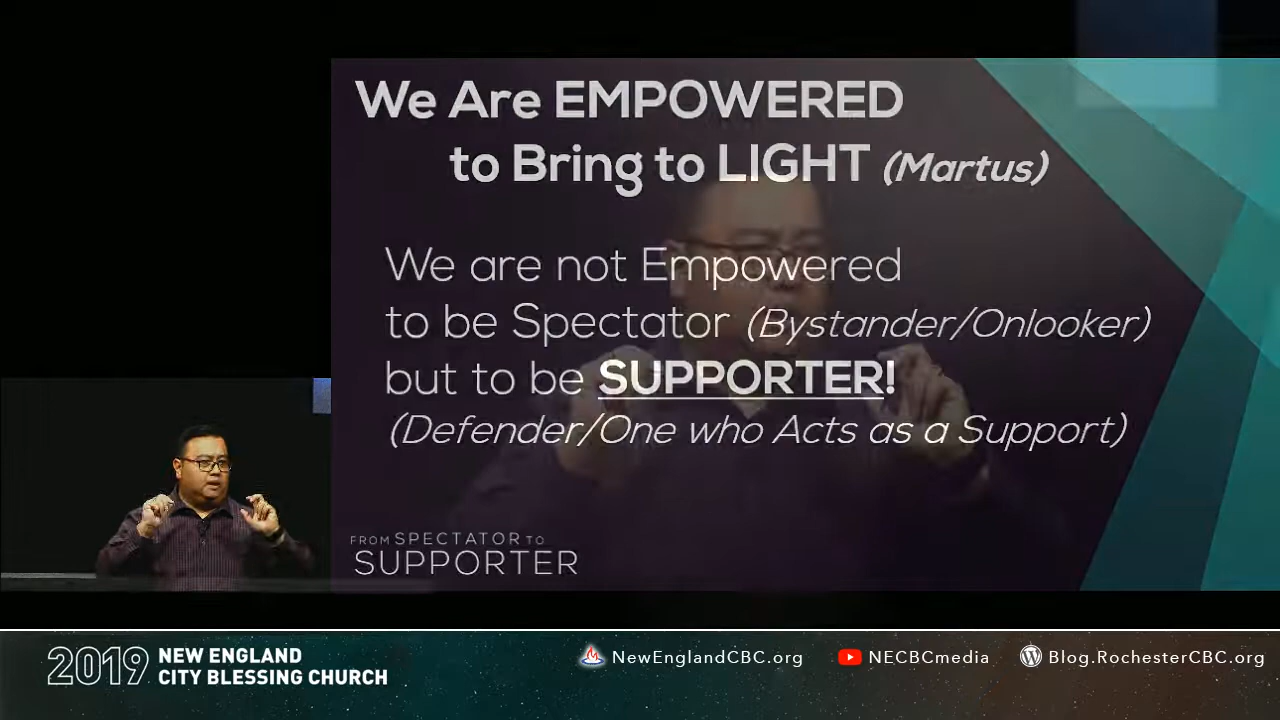 We Are EMPOWERED
to Bring to LIGHT (Martus)
We are not Empowered
to be Spectator (Bystander/Onlooker)
but to be SUPPORTER!
(Defender/One who Acts as a Support)
FROM SPECTATOR TO
SUPPORTER
2019 NEW ENGLAND
CITY BLESSING CHURCH
NewEnglandCBC.org
NECBCmedia
Blog.RochesterCBC.org